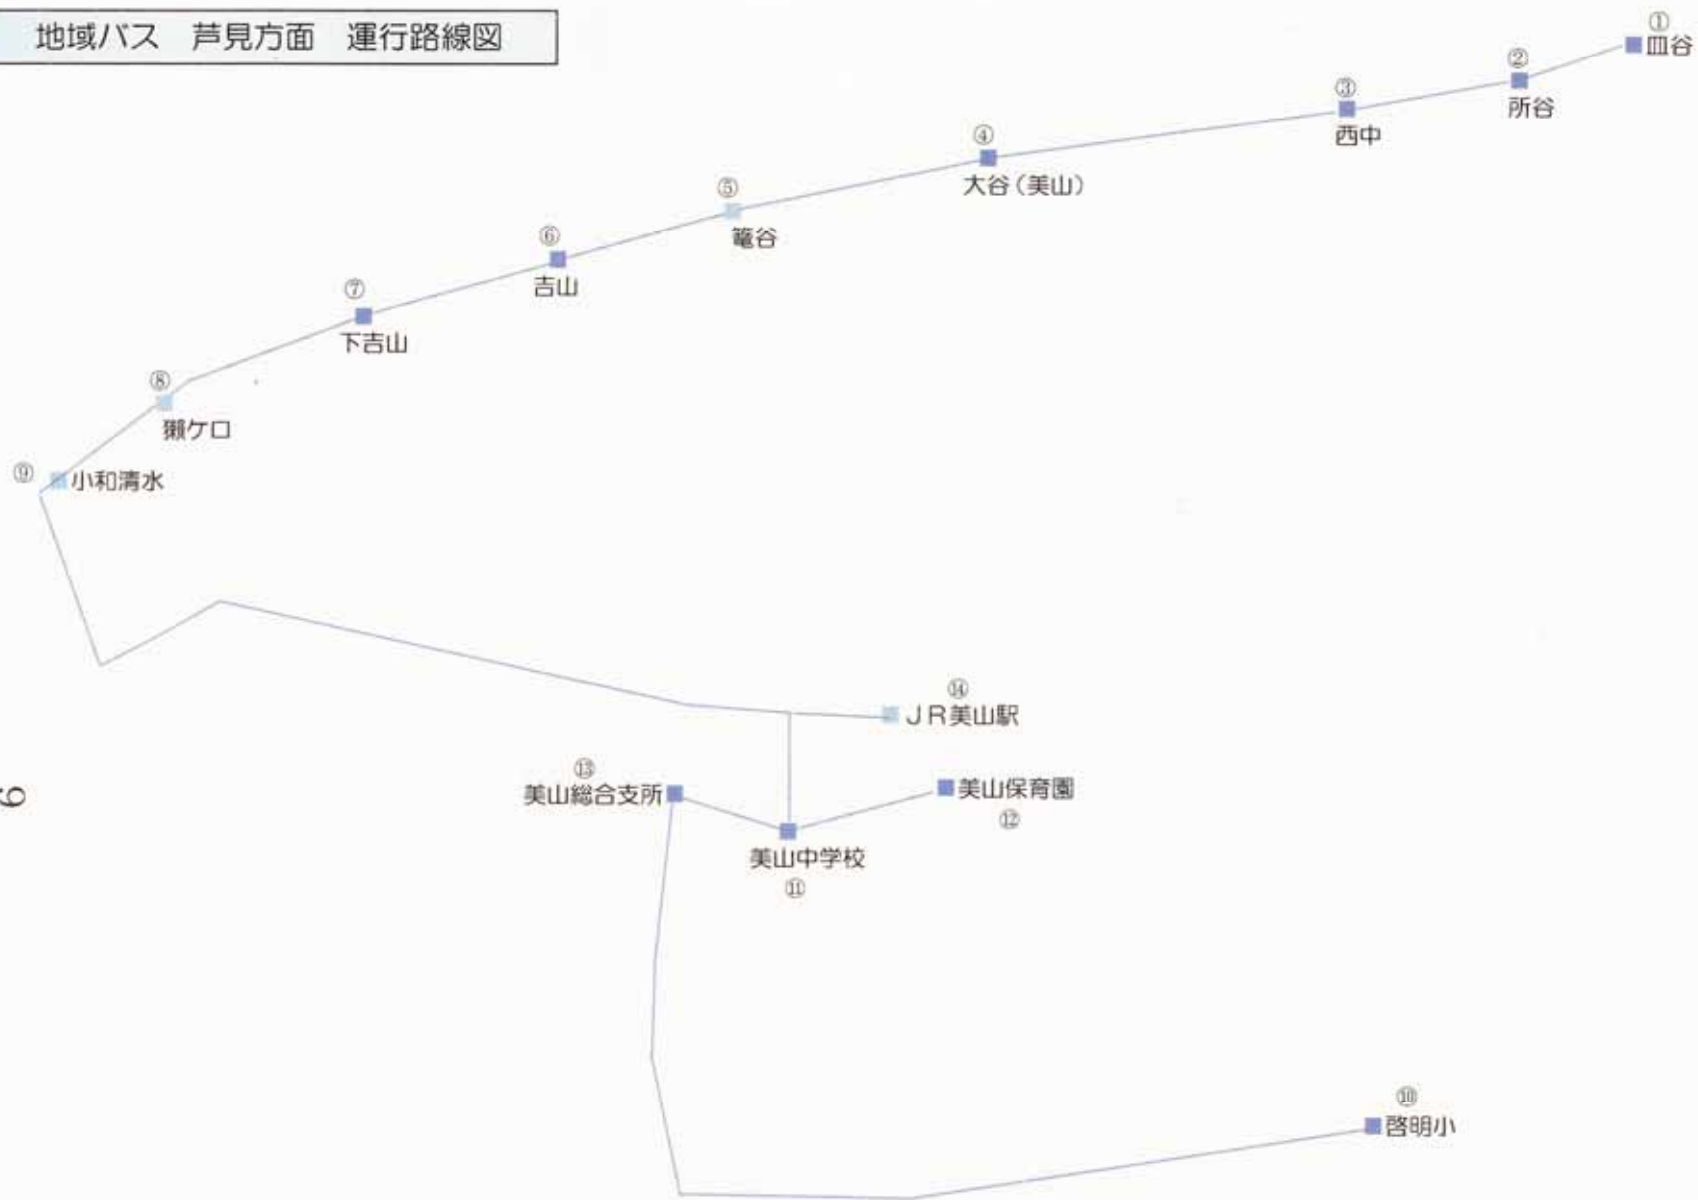 地域バス 芦見方面 運行路線図
①
皿谷
②
所谷
③
西中
④
大谷(美山)
⑤
篭谷
⑥
吉山
⑦
下吉山
⑧
獺ケ口
⑨
小和清水
⑭
JR美山駅
⑬
美山総合支所
美山保育園
⑫
美山中学校
⑪
⑩
啓明小
9